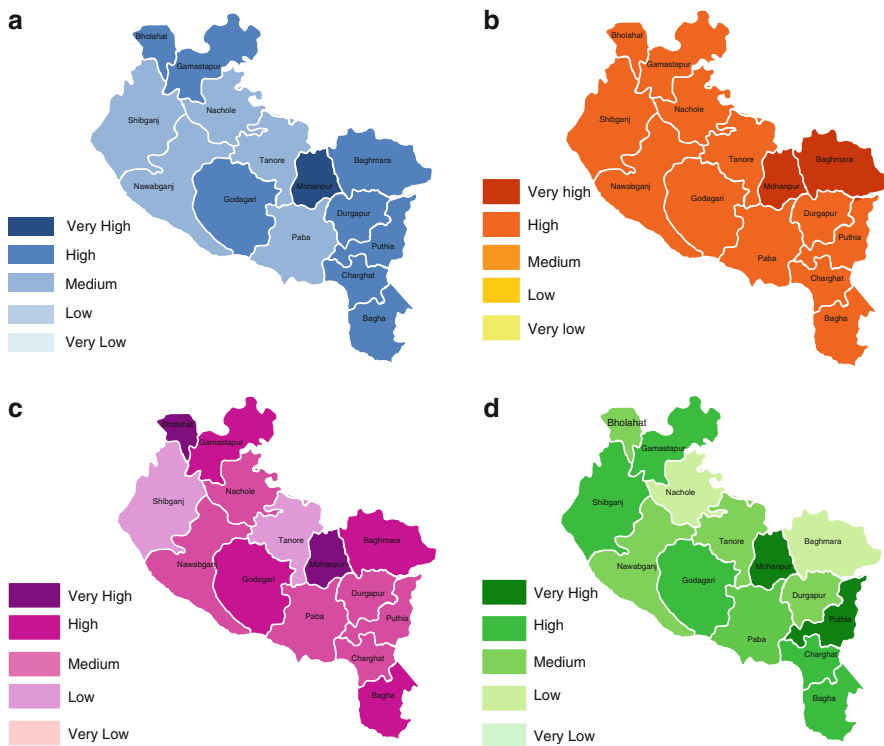 a
Bholahat
Gamastapur
Nachole
Shibganj
Tanore
Baghmara
Nawabganj
Godagari
Mohanpur
Durgapur
Paba
Puthia
Charghat
Bagha
Very High
High
Medium
Low
Very Low
b
Bholahat
Gamastapur
Nachole
Shibganj
Tanore
Baghmara
Nawabganj
Godagari
Mohanpur
Durgapur
Puthia
Paba
Charghat
Bagha
Very high
High
Medium
Low
Very low
c
Bholahat
Gamastapur
Nachole
Shibganj
Tanore
Baghmara
Nawabganj
Godagari
Mohanpur
Durgapur
Paba
Puthia
Charghat
Bagha
Very High
High
Medium
Low
Very Low
d
Bholahat
Gamastapur
Nachole
Shibganj
Tanore
Baghmara
Nawabganj
Godagari
Mohanpur
Durgapur
Puthia
Paba
Charghat
Bagha
Very High
High
Medium
Low
Very Low